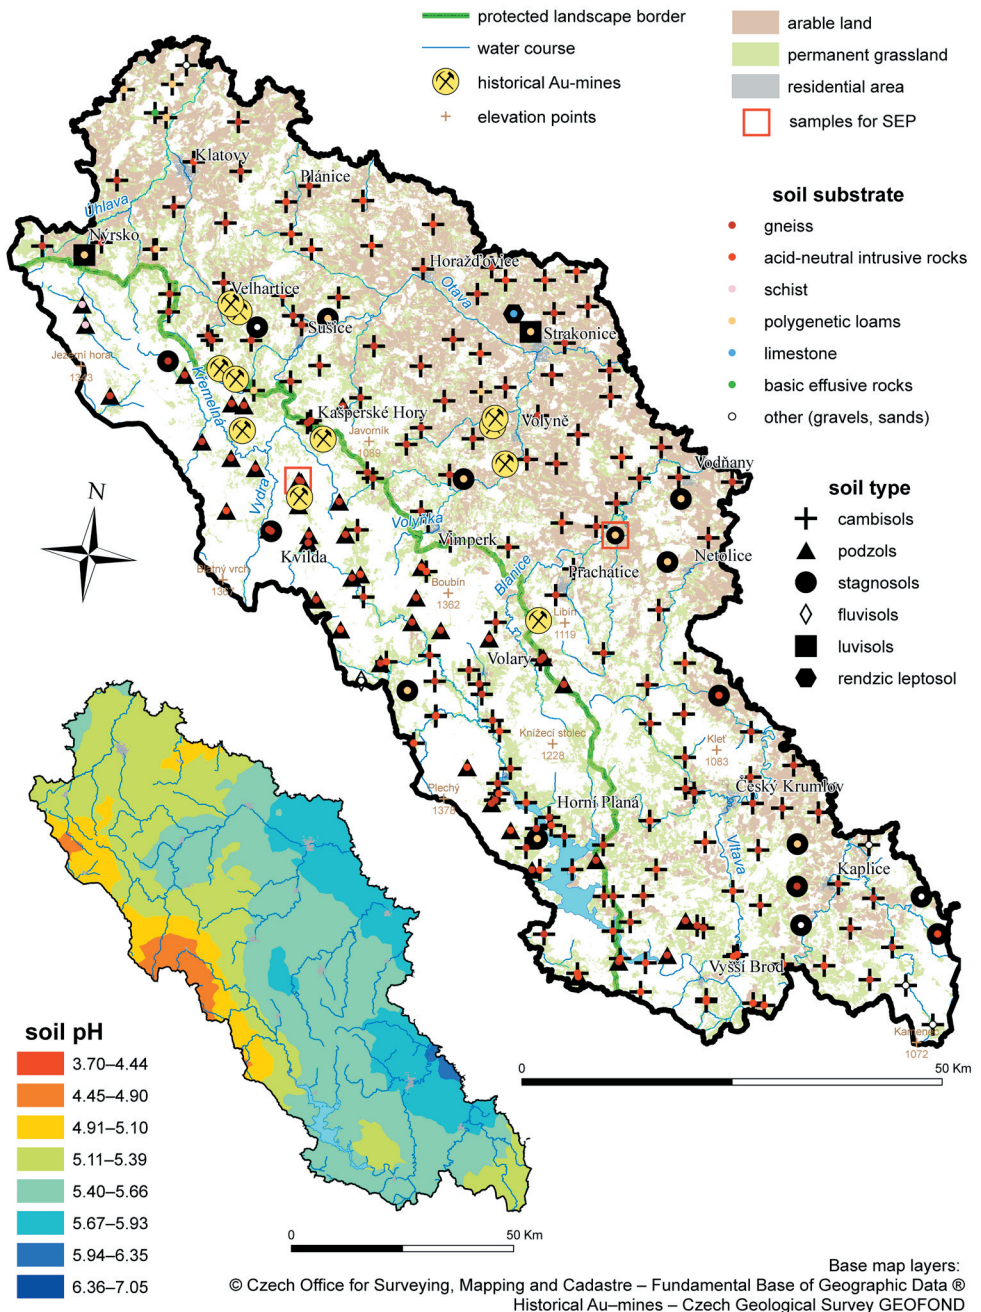 protected landscape border
water course
historical Au-mines
elevation points
arable land
permanent grassland
residential area
samples for SEP
soil substrate
gneiss
acid-neutral intrusive rocks
schist
polygenetic loams
limestone
basic effusive rocks
other (gravels, sands)
soil type
cambisols
podzols
stagnosols
fluvisols
luvisols
rendzic leptosol
Klatovy
Plánice
Úhlava
Nýrsko
Horažďovice
Velhartice
Otava
Sušice
Strakonice
Jezerní hora
1343
Křemelná
Kašperské Hory
Javorník
1089
Volyně
Vodňany
N
Vydra
Volyňka
Vimperk
Kvilda
Netolice
Prachatice
Blatný vrch
Boubín
1362
Blanice
Libín
1119
Volary
Knížecí stolec
1228
Kleť
1083
Plechý
1378
Horní Planá
Český Krumlov
Vltava
Kaplice
Vyšší Brod
Kamenec
1072
0
50 Km
soil pH
3.70–4.44
4.45–4.90
4.91–5.10
5.11–5.39
5.40–5.66
5.67–5.93
5.94–6.35
6.36–7.05
0
50 Km
Base map layers:
© Czech Office for Surveying, Mapping and Cadastre – Fundamental Base of Geographic Data ®
Historical Au–mines – Czech Geological Survey GEOFOND